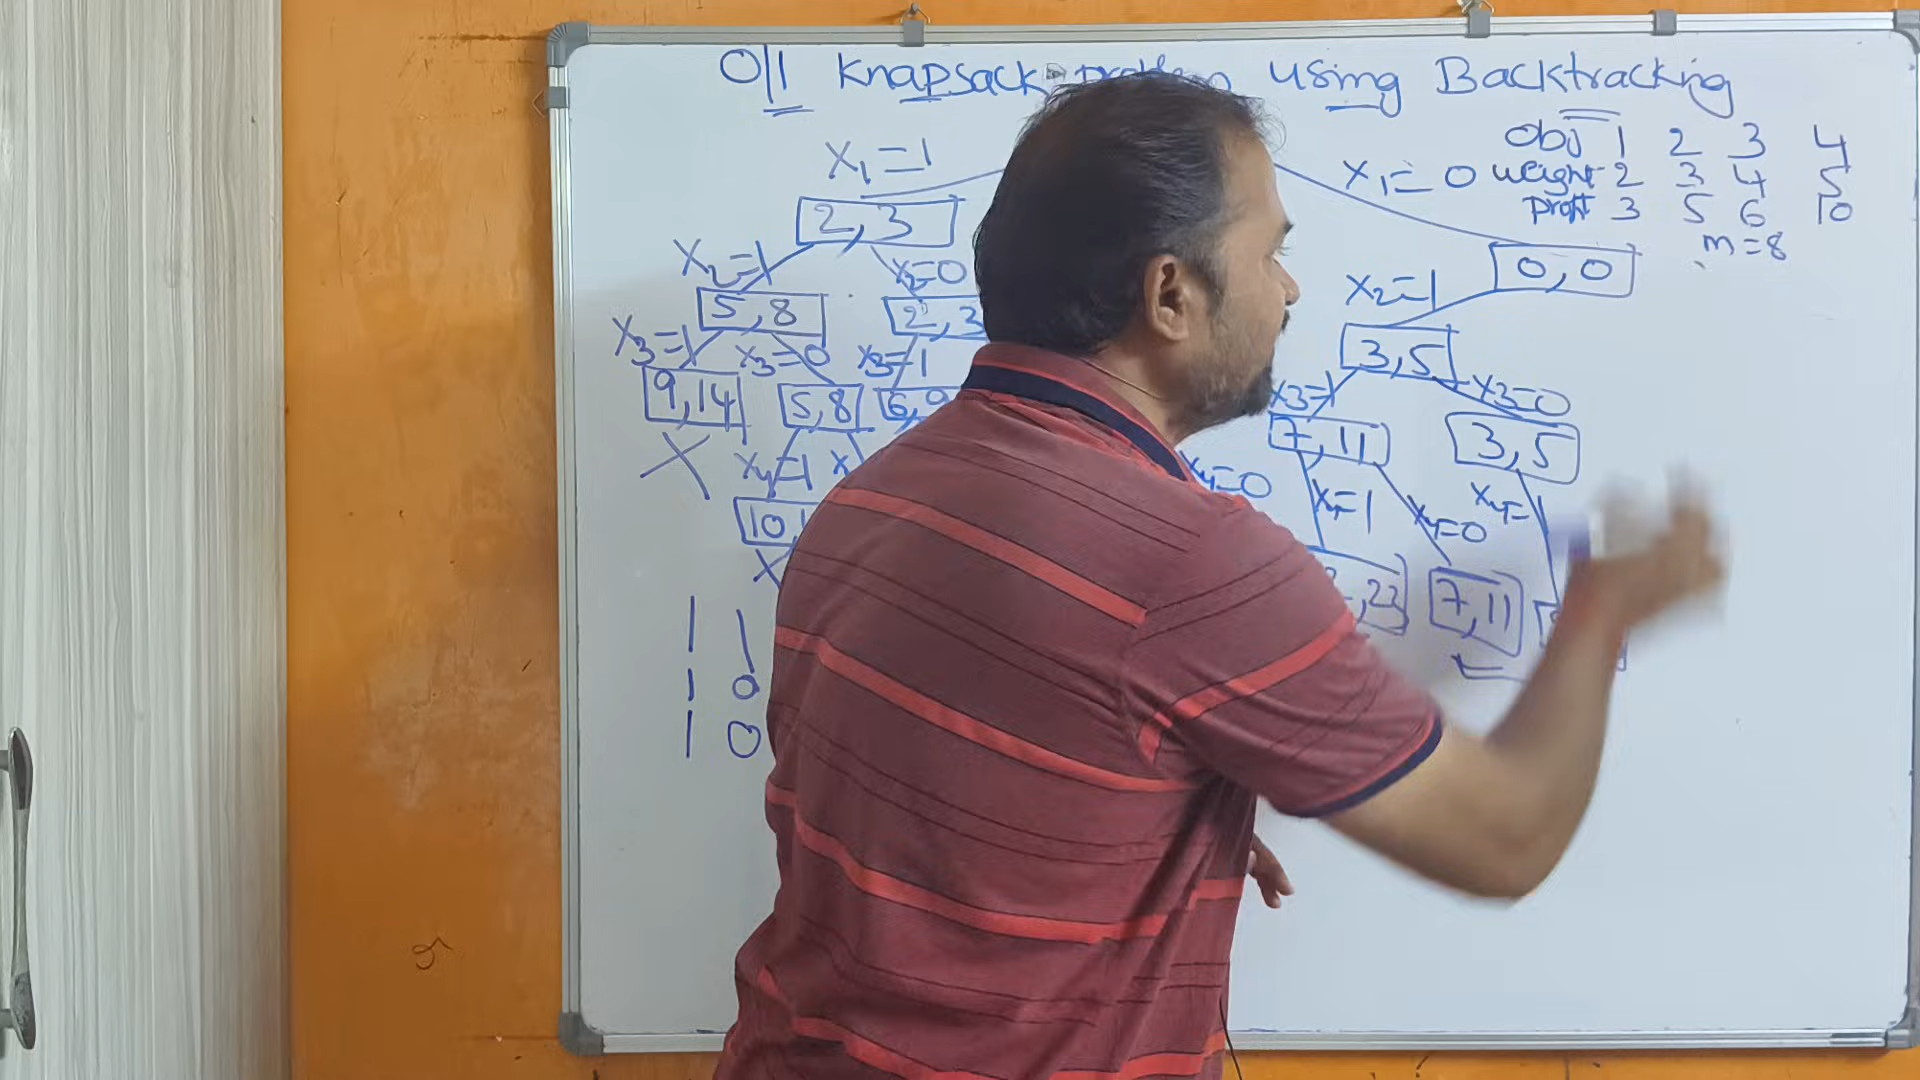 0/1 Knapsack problem using Backtracking
Obj 1 2 3 4
weight 2 3 4 5
profit 3 5 6 10
m = 8
x₁=1
x₁=0
2,3
0,0
x₂=1
x₂=0
x₂=1
5,8
2,3
3,5
x₃=1
x₃=0
x₃=1
x₃=1
x₃=0
9,14
5,8
6,9
7,11
3,5
X
x₄=1
x₄=0
x₄=1
x₄=0
x₄=
10,1
X
,23
7,11
1 1
1 0
1 0